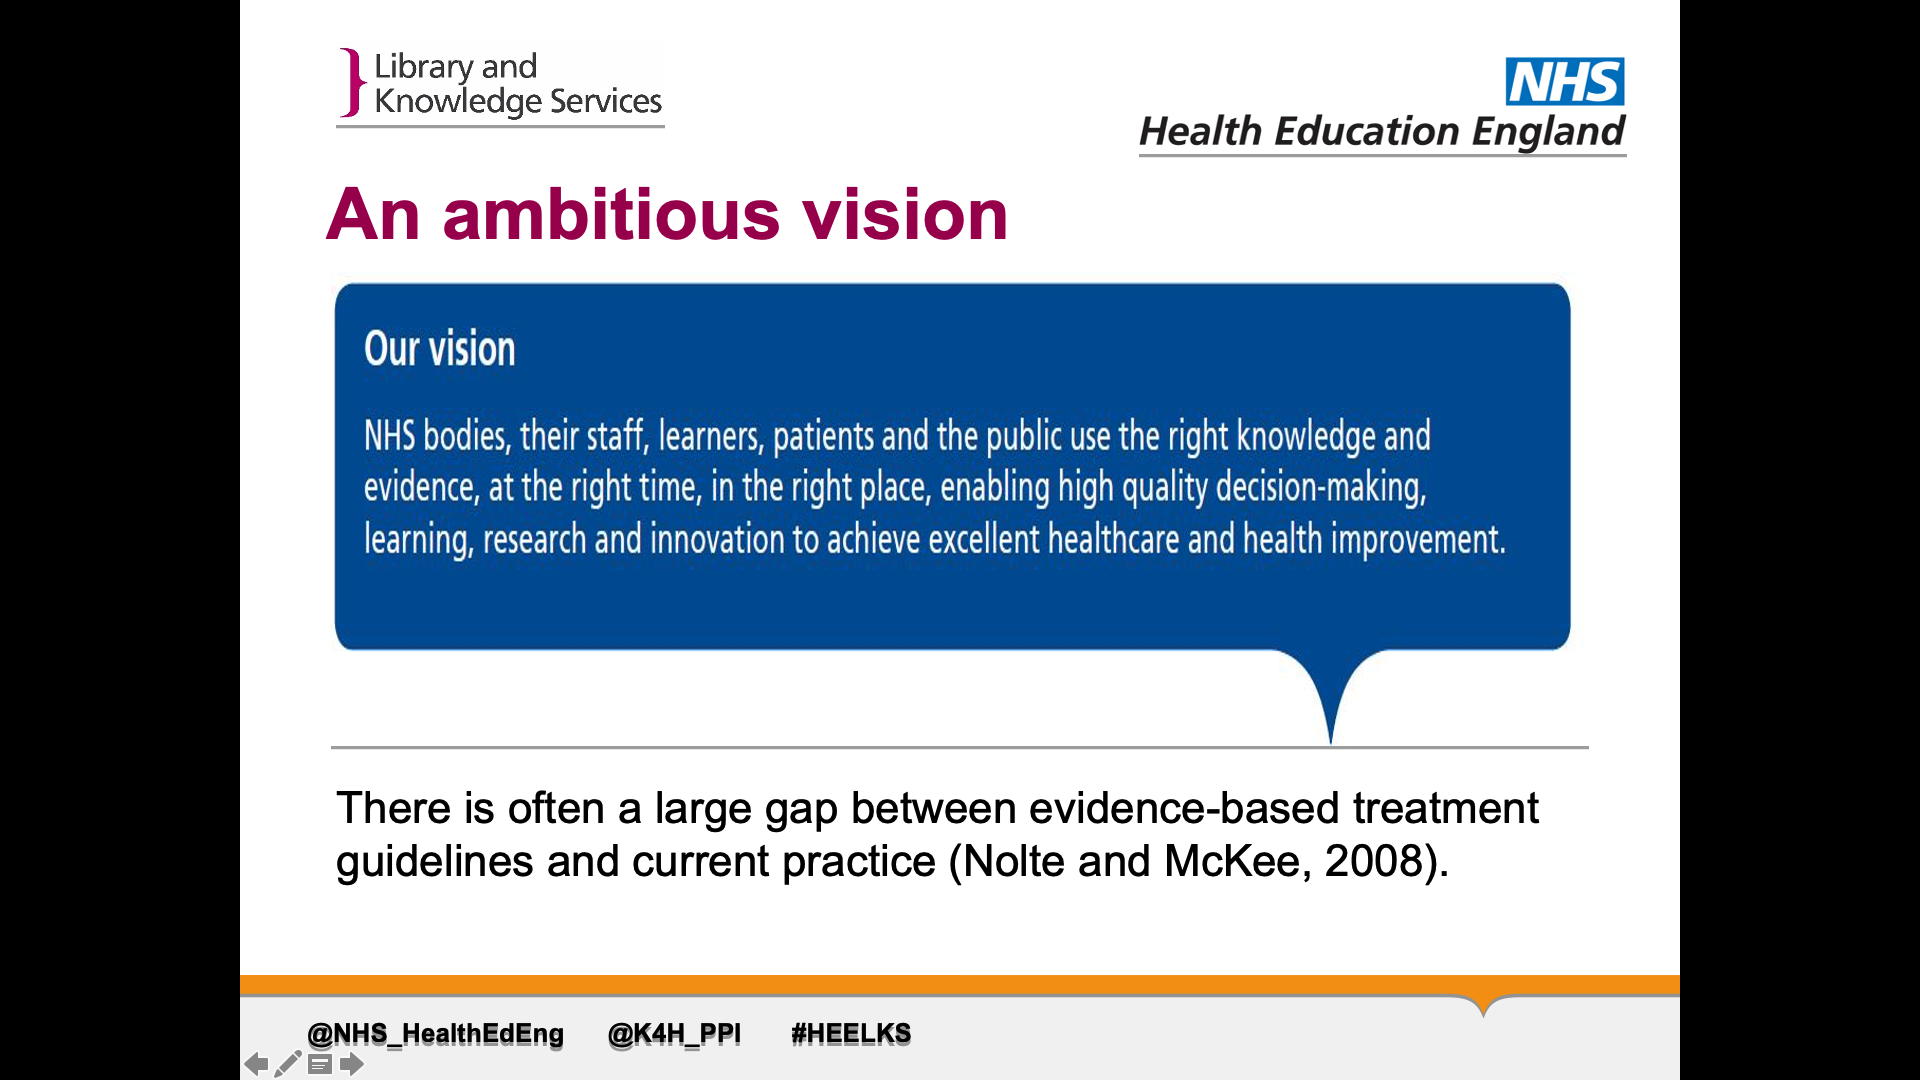 Library and
Knowledge Services
NHS
Health Education England
An ambitious vision
Our vision
NHS bodies, their staff, learners, patients and the public use the right knowledge and
evidence, at the right time, in the right place, enabling high quality decision-making,
learning, research and innovation to achieve excellent healthcare and health improvement.
There is often a large gap between evidence-based treatment
guidelines and current practice (Nolte and McKee, 2008).
@NHS_HealthEdEng @K4H_PPI #HEELKS